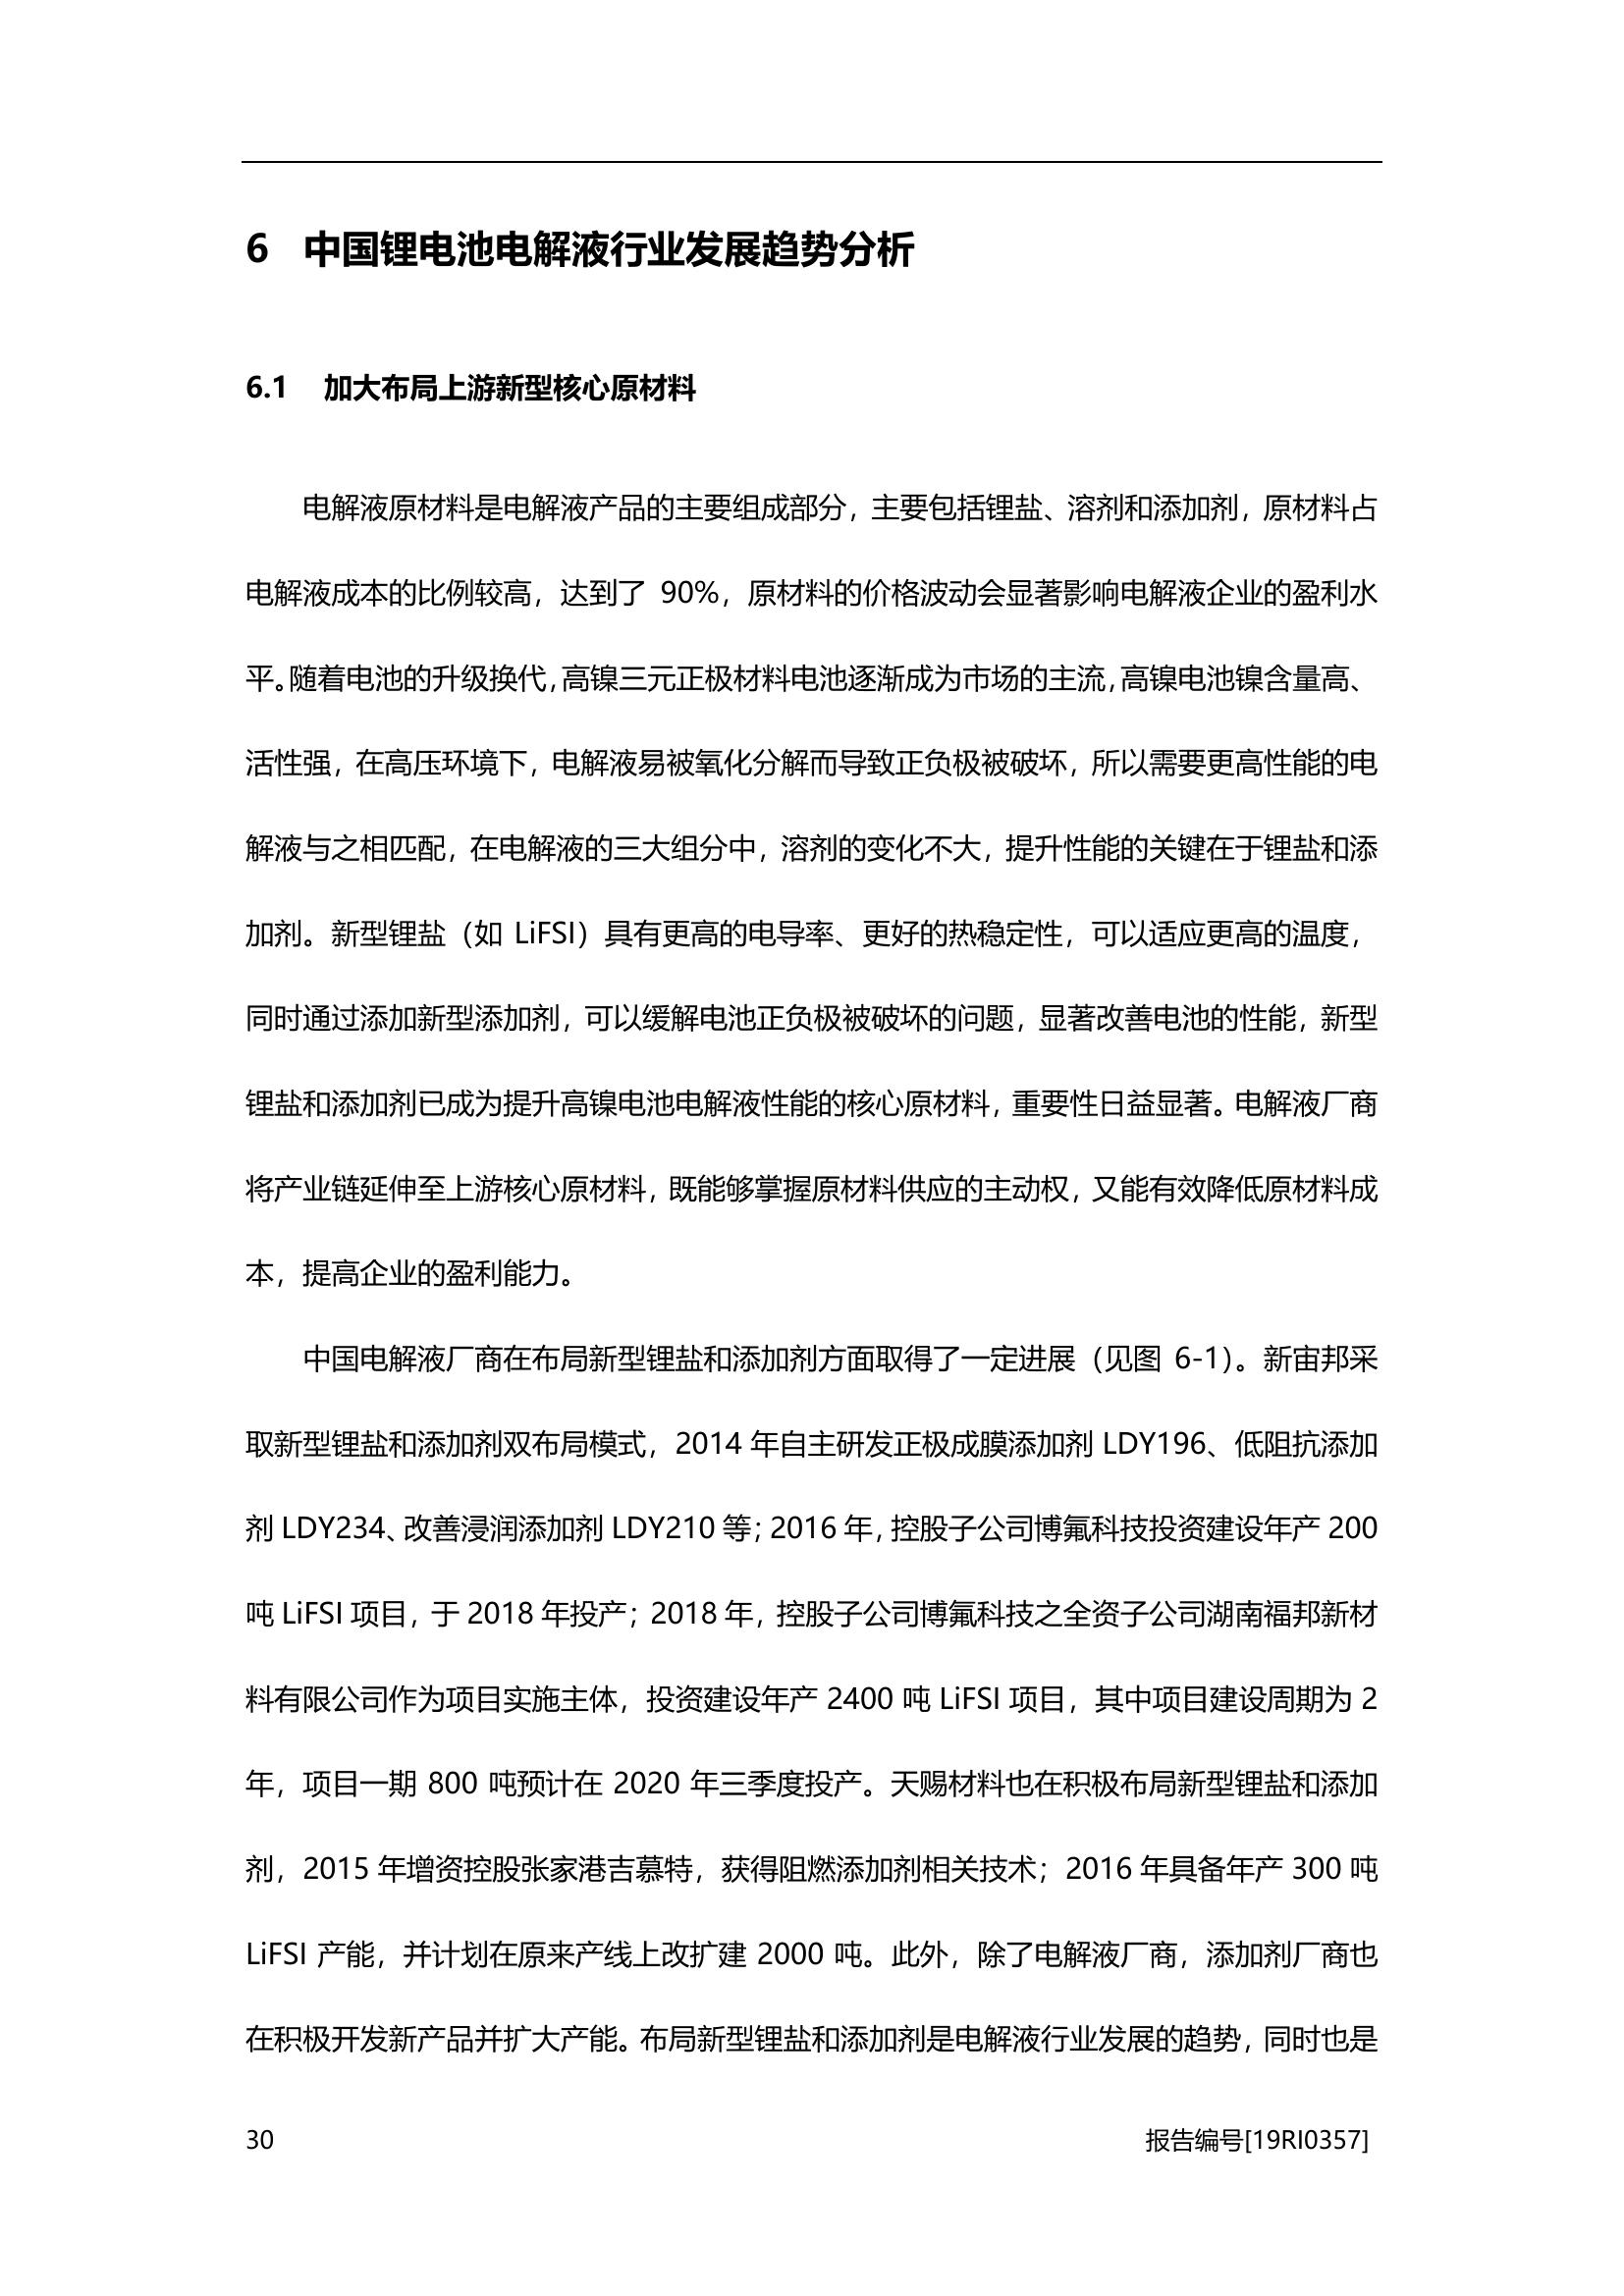 6 中国锂电池电解液行业发展趋势分析
6.1 加大布局上游新型核心原材料
电解液原材料是电解液产品的主要组成部分，主要包括锂盐、溶剂和添加剂，原材料占
电解液成本的比例较高，达到了 90%，原材料的价格波动会显著影响电解液企业的盈利水
平。随着电池的升级换代，高镍三元正极材料电池逐渐成为市场的主流，高镍电池镍含量高、
活性强，在高压环境下，电解液易被氧化分解而导致正负极被破坏，所以需要更高性能的电
解液与之相匹配，在电解液的三大组分中，溶剂的变化不大，提升性能的关键在于锂盐和添
加剂。新型锂盐（如 LiFSI）具有更高的电导率、更好的热稳定性，可以适应更高的温度，
同时通过添加新型添加剂，可以缓解电池正负极被破坏的问题，显著改善电池的性能，新型
锂盐和添加剂已成为提升高镍电池电解液性能的核心原材料，重要性日益显著。电解液厂商
将产业链延伸至上游核心原材料，既能够掌握原材料供应的主动权，又能有效降低原材料成
本，提高企业的盈利能力。
中国电解液厂商在布局新型锂盐和添加剂方面取得了一定进展（见图 6-1）。新宙邦采
取新型锂盐和添加剂双布局模式，2014 年自主研发正极成膜添加剂 LDY196、低阻抗添加
剂 LDY234、改善浸润添加剂 LDY210 等；2016 年，控股子公司博氟科技投资建设年产 200
吨 LiFSI 项目，于 2018 年投产；2018 年，控股子公司博氟科技之全资子公司湖南福邦新材
料有限公司作为项目实施主体，投资建设年产 2400 吨 LiFSI 项目，其中项目建设周期为 2
年，项目一期 800 吨预计在 2020 年三季度投产。天赐材料也在积极布局新型锂盐和添加
剂，2015 年增资控股张家港吉慕特，获得阻燃添加剂相关技术；2016 年具备年产 300 吨
LiFSI 产能，并计划在原来产线上改扩建 2000 吨。此外，除了电解液厂商，添加剂厂商也
在积极开发新产品并扩大产能。布局新型锂盐和添加剂是电解液行业发展的趋势，同时也是
30 报告编号[19RI0357]